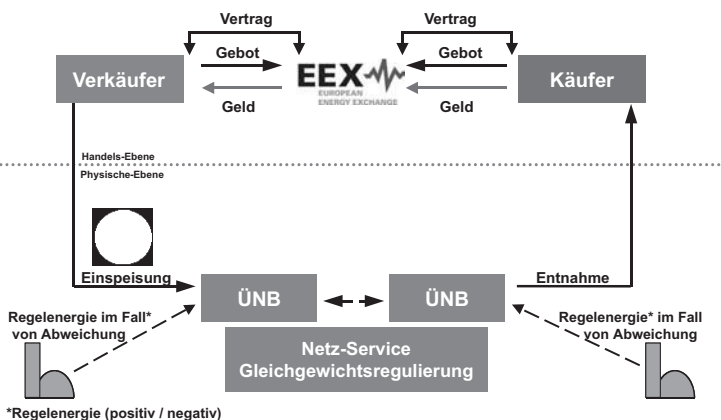 Vertrag
Vertrag
Gebot
Gebot
Verkäufer
EEX
EUROPEAN
ENERGY EXCHANGE
Käufer
Geld
Geld
Handels-Ebene
Physische-Ebene
Einspeisung
Entnahme
ÜNB
ÜNB
Regelenergie im Fall*
von Abweichung
Regelenergie* im Fall
von Abweichung
Netz-Service
Gleichgewichtsregulierung
*Regelenergie (positiv / negativ)